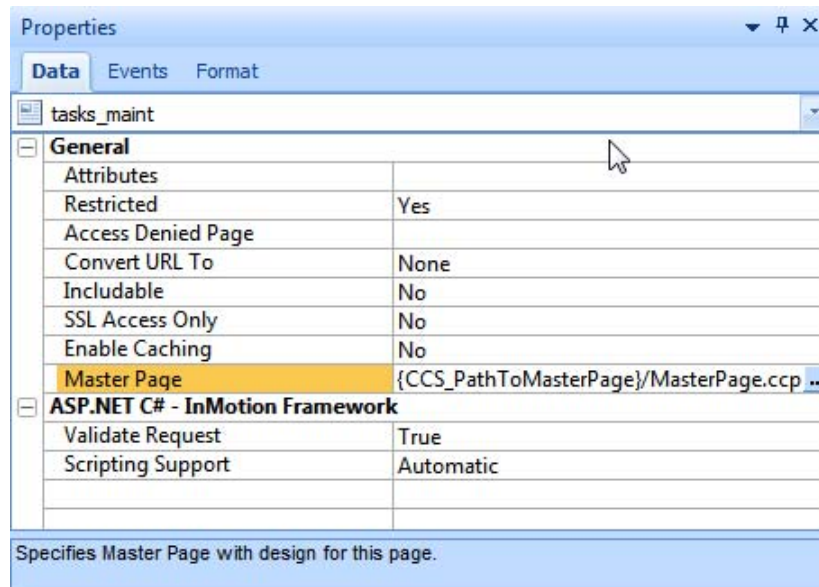 Properties
Data Events Format
tasks_maint
General
Attributes
Restricted Yes
Access Denied Page
Convert URL To None
Includable No
SSL Access Only No
Enable Caching No
Master Page {CCS_PathToMasterPage}/MasterPage.ccp ...
ASP.NET C# - InMotion Framework
Validate Request True
Scripting Support Automatic
Specifies Master Page with design for this page.